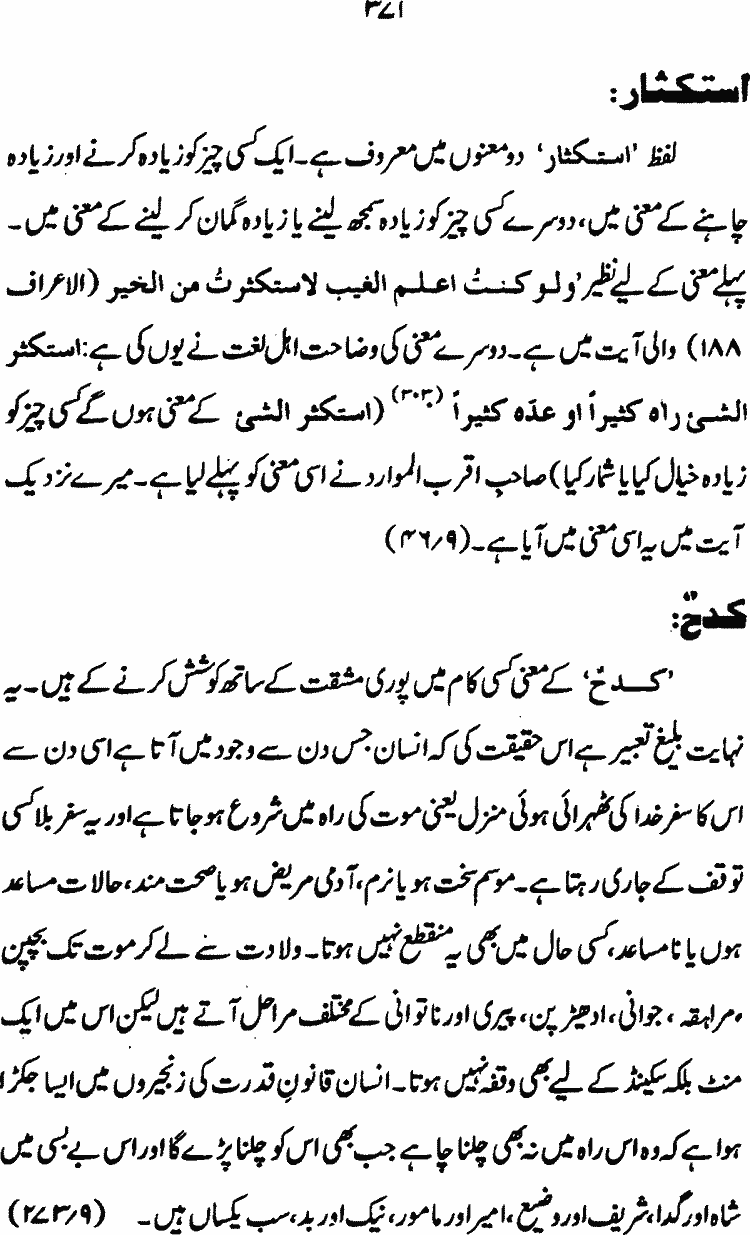 ۳۷۱
استکثار:
لفظ ’استکثار‘ دو معنوں میں معروف ہے۔ ایک کسی چیز کو زیادہ کرنے اور زیادہ
چاہنے کے معنی میں، دوسرے کسی چیز کو زیادہ سمجھ لینے یا زیادہ گمان کر لینے کے معنی میں۔
پہلے معنی کے لیے نظیر ’ولو کنتُ اعلم الغیب لاستکثرتُ من الخیر (الاعراف
۱۸۸) والی آیت میں ہے۔ دوسرے معنی کی وضاحت اہل لغت نے یوں کی ہے: استکثر
الشیٔ راٰہ کثیراً او عدّہ کثیراً (۳۰۳) (استکثر الشیٔ کے معنی ہوں گے کسی چیز کو
زیادہ خیال کیا یا شمار کیا) صاحبِ اقرب الموارد نے اسی معنی کو پہلے لیا ہے۔ میرے نزدیک
آیت میں یہ اسی معنی میں آیا ہے۔ (۴۶/۹)
کدحٌ:
’کدحٌ‘ کے معنی کسی کام میں پوری مشقت کے ساتھ کوشش کرنے کے ہیں۔ یہ
نہایت بلیغ تعبیر ہے اس حقیقت کی کہ انسان جس دن سے وجود میں آتا ہے اسی دن سے
اس کا سفر خدا کی ٹھہرائی ہوئی منزل یعنی موت کی راہ میں شروع ہو جاتا ہے اور یہ سفر بلا کسی
توقف کے جاری رہتا ہے۔ موسم سخت ہو یا نرم، آدمی مریض ہو یا صحت مند، حالات مساعد
ہوں یا نا مساعد، کسی حال میں بھی یہ منقطع نہیں ہوتا۔ ولادت سے لے کر موت تک بچپن
، مراہقہ، جوانی، ادھیڑ پن، پیری اور ناتوانی کے مختلف مراحل آتے ہیں لیکن اس میں ایک
منٹ بلکہ سکینڈ کے لیے بھی وقفہ نہیں ہوتا۔ انسان قانونِ قدرت کی زنجیروں میں ایسا جکڑا
ہوا ہے کہ وہ اس راہ میں نہ بھی چلنا چاہے جب بھی اس کو چلنا پڑے گا اور اس بے بسی میں
شاہ اور گدا، شریف اور وضیع، امیر اور مامور، نیک اور بد، سب یکساں ہیں۔ (۲۷۳/۹)